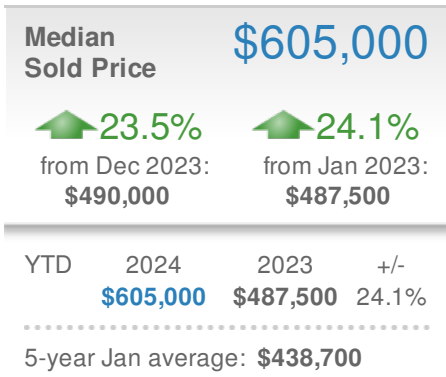 Median
Sold Price
$605,000
23.5%
from Dec 2023:
$490,000
24.1%
from Jan 2023:
$487,500
YTD 2024 2023 +/-
$605,000 $487,500 24.1%
5-year Jan average: $438,700